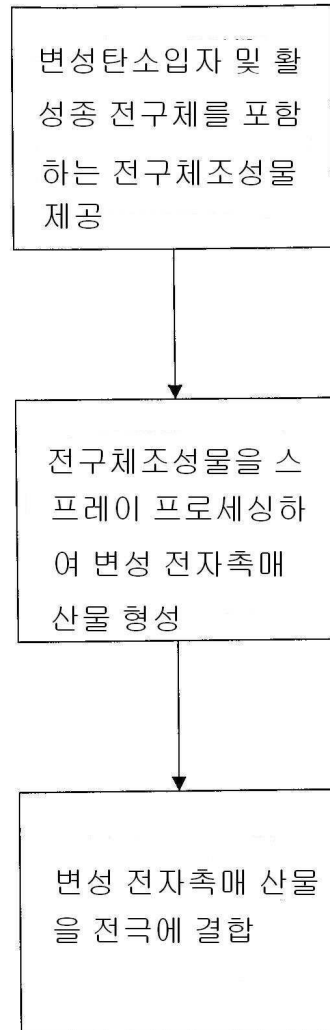 변성탄소입자 및 활
성종 전구체를 포함
하는 전구체조성물
제공
전구체조성물을 스
프레이 프로세싱하
여 변성 전자촉매
산물 형성
변성 전자촉매 산물
을 전극에 결합